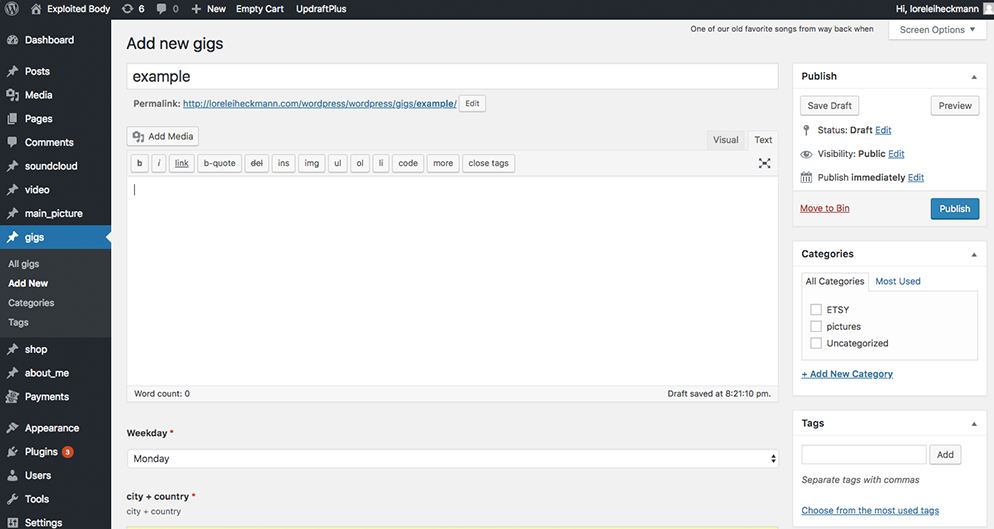 Exploited Body 6 0 New Empty Cart UpdraftPlus Hi, loreleiheckmann
Dashboard
Posts
Media
Pages
Comments
soundcloud
video
main_picture
gigs
All gigs
Add New
Categories
Tags
shop
about_me
Payments
Appearance
Plugins 3
Users
Tools
Settings
One of our old favorite songs from way back when
Screen Options
Add new gigs
example
Permalink: http://loreleiheckmann.com/wordpress/wordpress/gigs/example/ Edit
Add Media
Visual Text
b i link b-quote del ins img ul ol li code more close tags
Word count: 0 Draft saved at 8:21:10 pm.
Weekday *
Monday
city + country *
city + country
Publish
Save Draft Preview
Status: Draft Edit
Visibility: Public Edit
Publish immediately Edit
Move to Bin Publish
Categories
All Categories Most Used
ETSY
pictures
Uncategorized
+ Add New Category
Tags
Add
Separate tags with commas
Choose from the most used tags